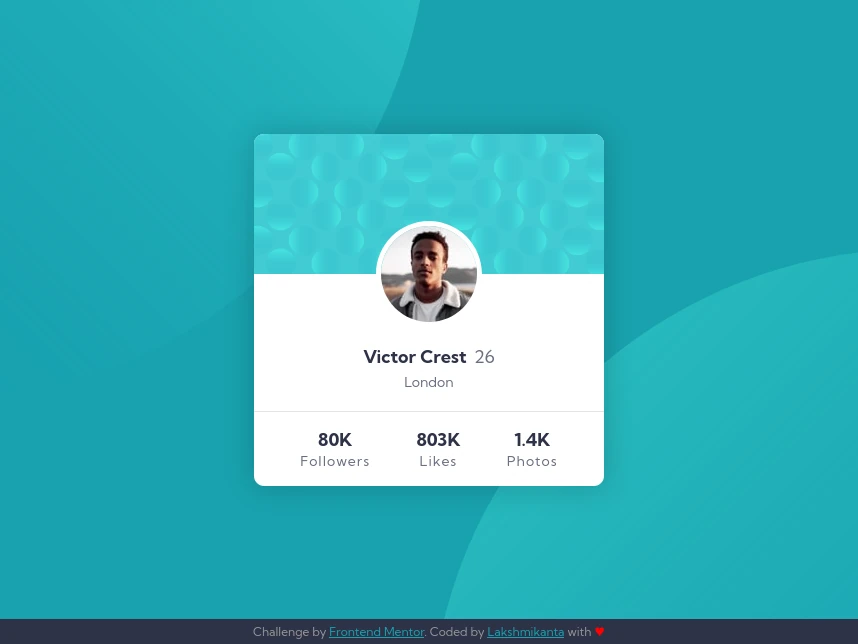 Victor Crest 26
London
80K 803K 1.4K
Followers Likes Photos
Challenge by Frontend Mentor. Coded by Lakshmikanta with ♥